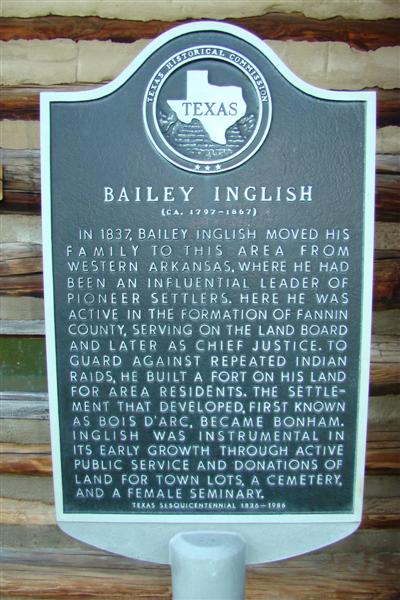 TEXAS HISTORICAL COMMISSION
TEXAS
BAILEY INGLISH
(CA. 1797-1867)
IN 1837, BAILEY INGLISH MOVED HIS
FAMILY TO THIS AREA FROM
WESTERN ARKANSAS, WHERE HE HAD
BEEN AN INFLUENTIAL LEADER OF
PIONEER SETTLERS. HERE HE WAS
ACTIVE IN THE FORMATION OF FANNIN
COUNTY, SERVING ON THE LAND BOARD
AND LATER AS CHIEF JUSTICE. TO
GUARD AGAINST REPEATED INDIAN
RAIDS, HE BUILT A FORT ON HIS LAND
FOR AREA RESIDENTS. THE SETTLE-
MENT THAT DEVELOPED, FIRST KNOWN
AS BOIS D'ARC, BECAME BONHAM.
INGLISH WAS INSTRUMENTAL IN
ITS EARLY GROWTH THROUGH ACTIVE
PUBLIC SERVICE AND DONATIONS OF
LAND FOR TOWN LOTS, A CEMETERY,
AND A FEMALE SEMINARY.
TEXAS SESQUICENTENNIAL 1836-1986